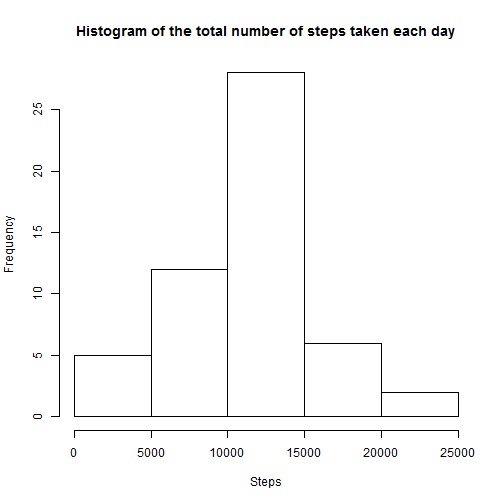 Histogram of the total number of steps taken each day
Frequency
25
20
15
10
5
0
0 5000 10000 15000 20000 25000
Steps